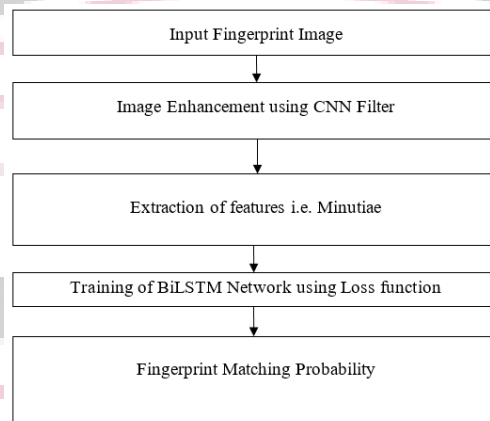 Input Fingerprint Image
Image Enhancement using CNN Filter
Extraction of features i.e. Minutiae
Training of BiLSTM Network using Loss function
Fingerprint Matching Probability